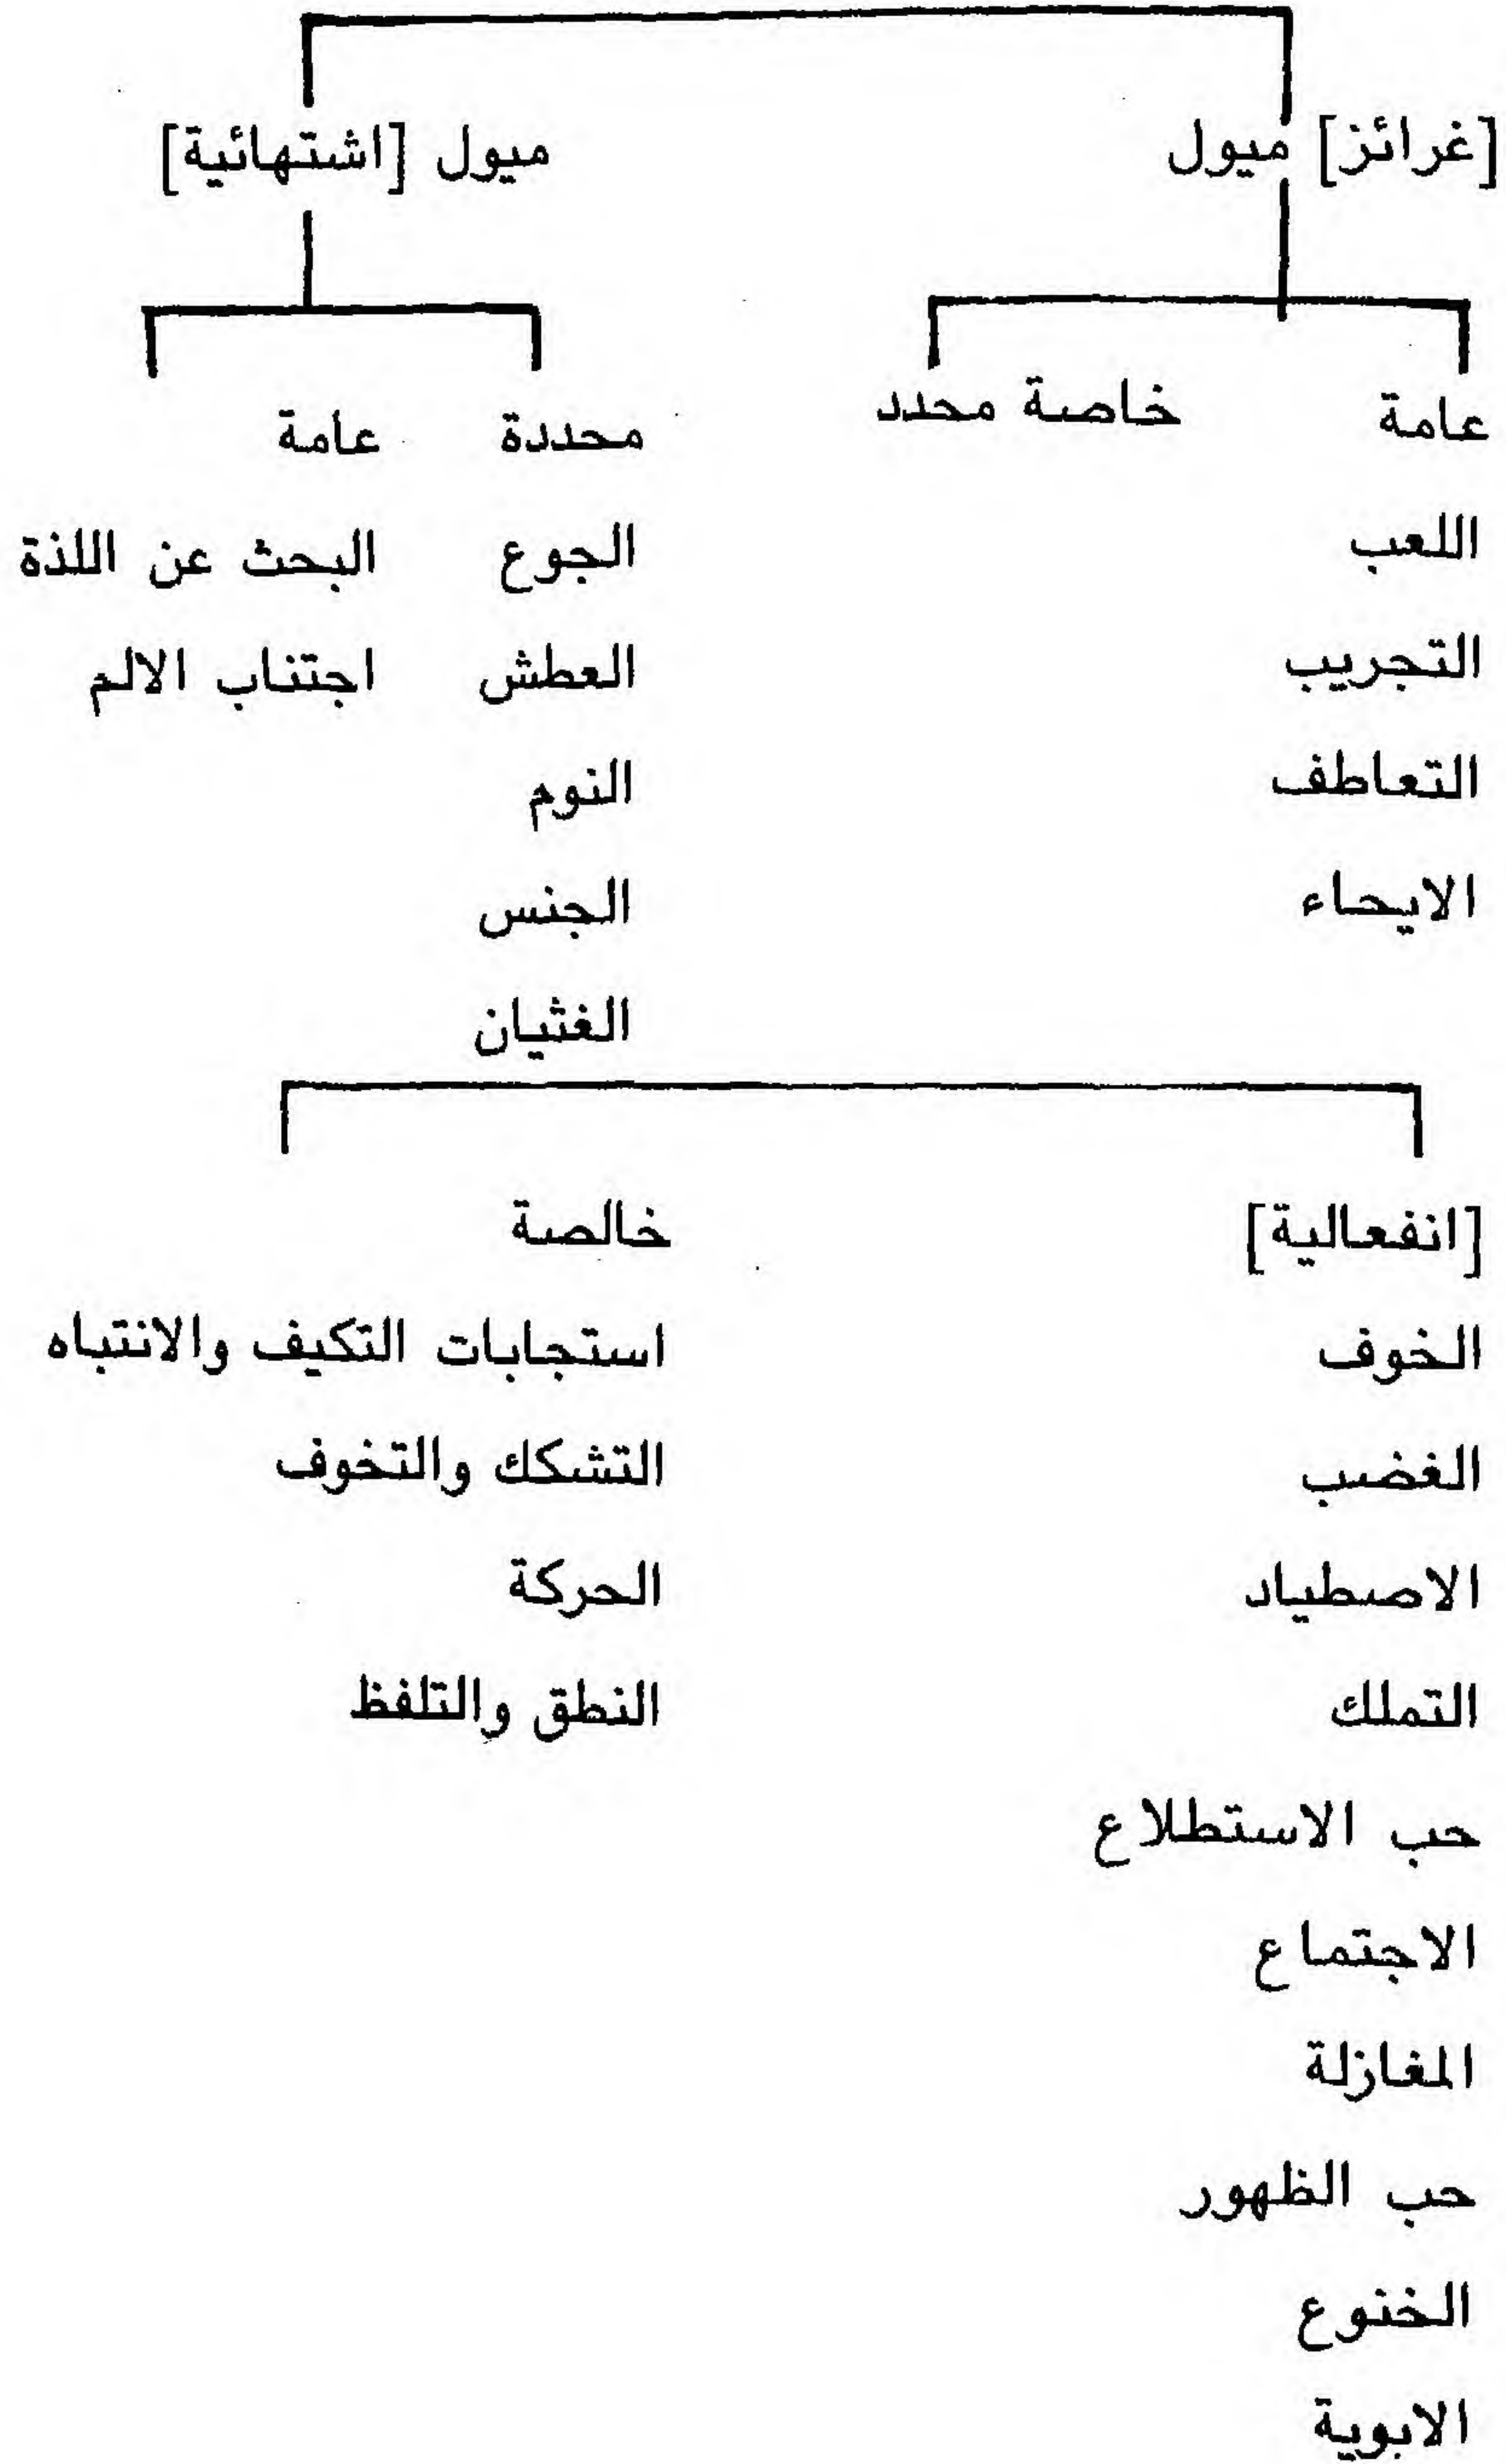 [غرائز] ميول ميول [اشتهائية]
عامة خاصة محدد محددة عامة
اللعب الجوع البحث عن اللذة
التجريب العطش اجتناب الالم
التعاطف النوم
الايحاء الجنس
الغثيان
[انفعالية] خالصة
الخوف استجابات التكيف والانتباه
الغضب التشكك والتخوف
الاصطياد الحركة
التملك النطق والتلفظ
حب الاستطلاع
الاجتماع
المغازلة
حب الظهور
الخنوع
الابوية